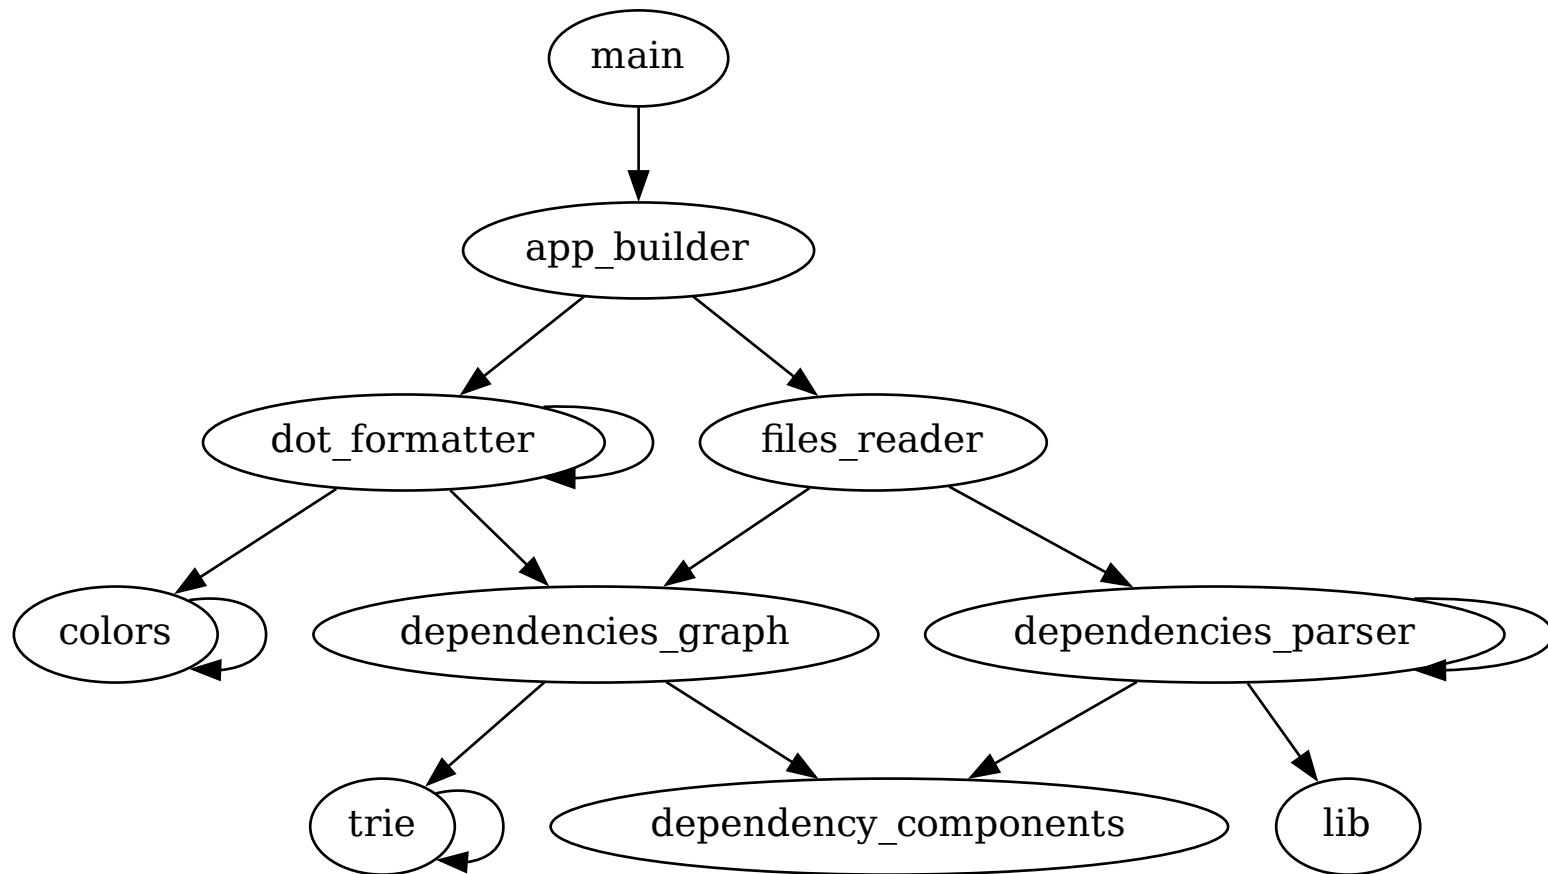 main
app_builder
dot_formatter
files_reader
colors
dependencies_graph
dependencies_parser
trie
dependency_components
lib